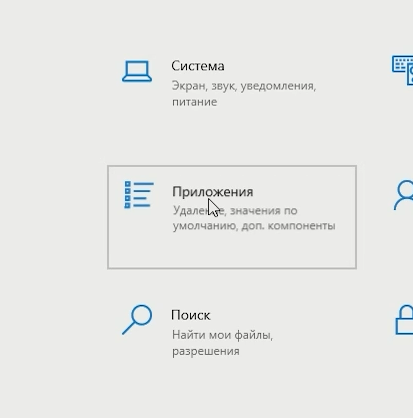 Система
Экран, звук, уведомления,
питание
Приложения
Удаление, значения по
умолчанию, доп. компоненты
Поиск
Найти мои файлы,
разрешения